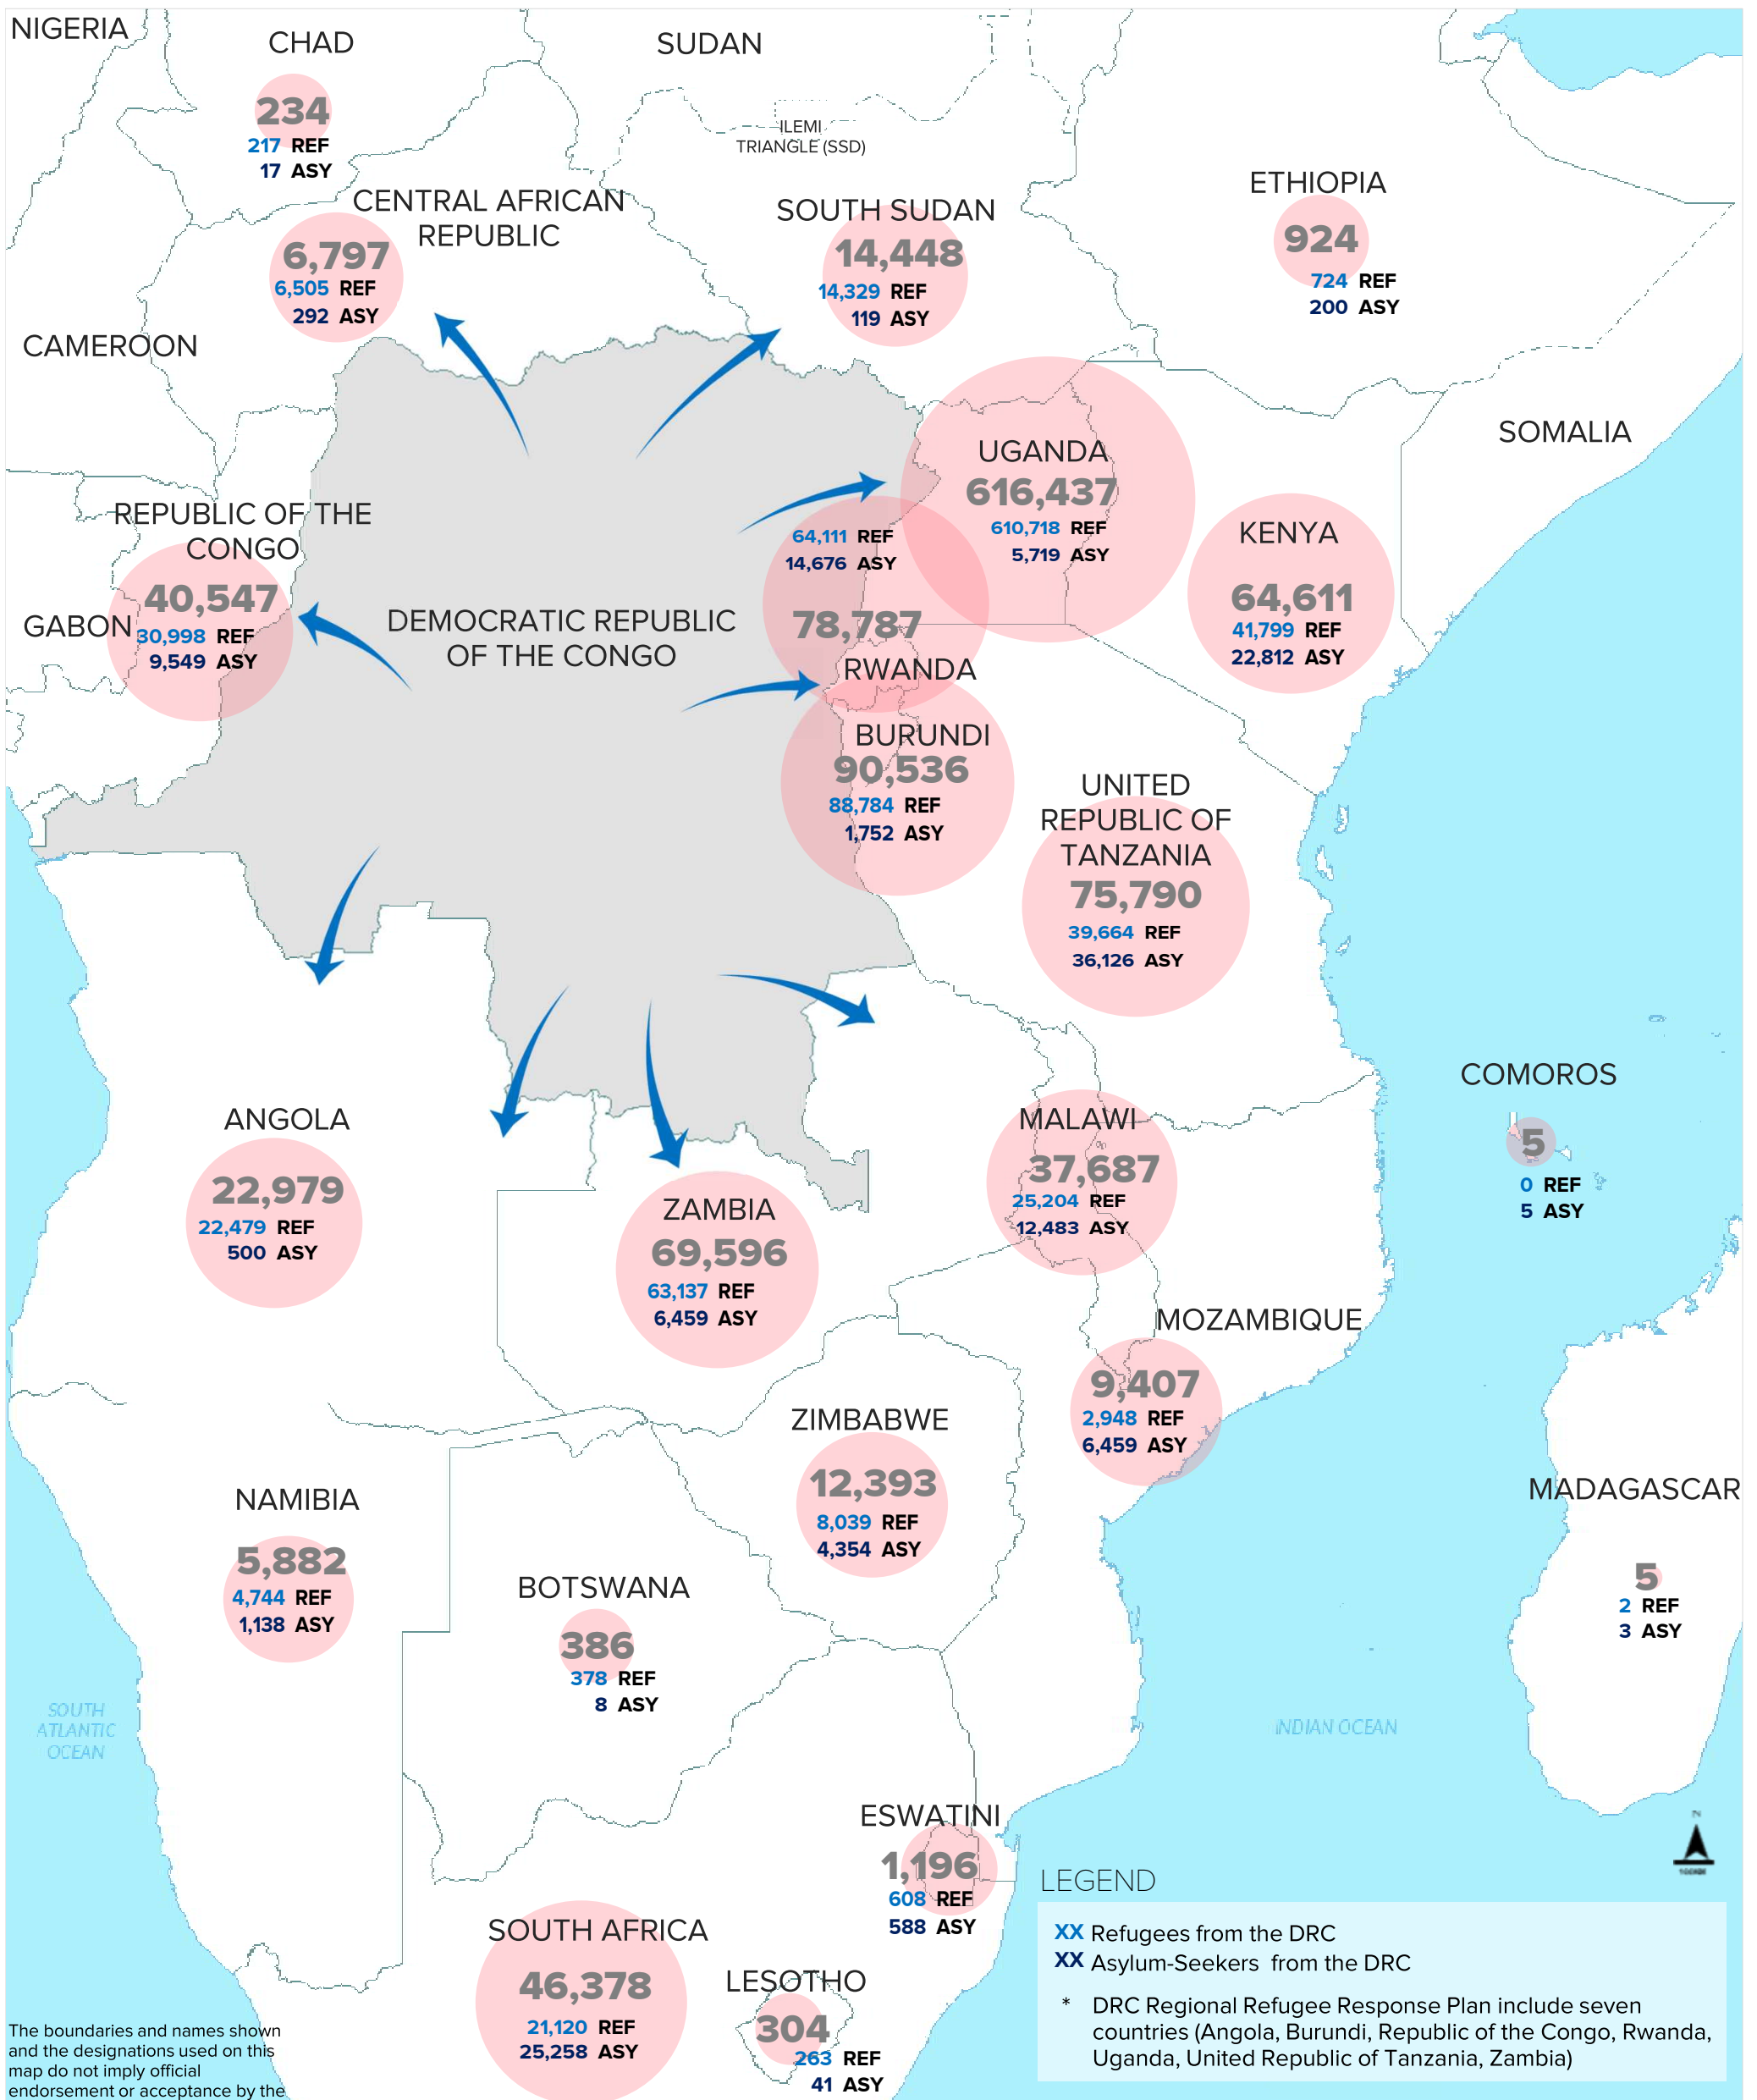 NIGERIA
CHAD
234
217 REF
17 ASY
SUDAN
ILEMI
TRIANGLE (SSD)
CENTRAL AFRICAN
REPUBLIC
6,797
6,505 REF
292 ASY
SOUTH SUDAN
14,448
14,329 REF
119 ASY
ETHIOPIA
924
724 REF
200 ASY
CAMEROON
SOMALIA
UGANDA
616,437
610,718 REF
5,719 ASY
REPUBLIC OF THE
CONGO
40,547
30,998 REF
9,549 ASY
GABON
DEMOCRATIC REPUBLIC
OF THE CONGO
64,111 REF
14,676 ASY
78,787
RWANDA
KENYA
64,611
41,799 REF
22,812 ASY
BURUNDI
90,536
88,784 REF
1,752 ASY
UNITED
REPUBLIC OF
TANZANIA
75,790
39,664 REF
36,126 ASY
COMOROS
5
0 REF
5 ASY
ANGOLA
22,979
22,479 REF
500 ASY
ZAMBIA
69,596
63,137 REF
6,459 ASY
MALAWI
37,687
25,204 REF
12,483 ASY
MOZAMBIQUE
9,407
2,948 REF
6,459 ASY
ZIMBABWE
12,393
8,039 REF
4,354 ASY
MADAGASCAR
5
2 REF
3 ASY
NAMIBIA
5,882
4,744 REF
1,138 ASY
BOTSWANA
386
378 REF
8 ASY
SOUTH
ATLANTIC
OCEAN
INDIAN OCEAN
N
ESWATINI
1,196
608 REF
588 ASY
SOUTH AFRICA
46,378
21,120 REF
25,258 ASY
LESOTHO
304
263 REF
41 ASY
LEGEND
XX Refugees from the DRC
XX Asylum-Seekers from the DRC
* DRC Regional Refugee Response Plan include seven
countries (Angola, Burundi, Republic of the Congo, Rwanda,
Uganda, United Republic of Tanzania, Zambia)
The boundaries and names shown
and the designations used on this
map do not imply official
endorsement or acceptance by the